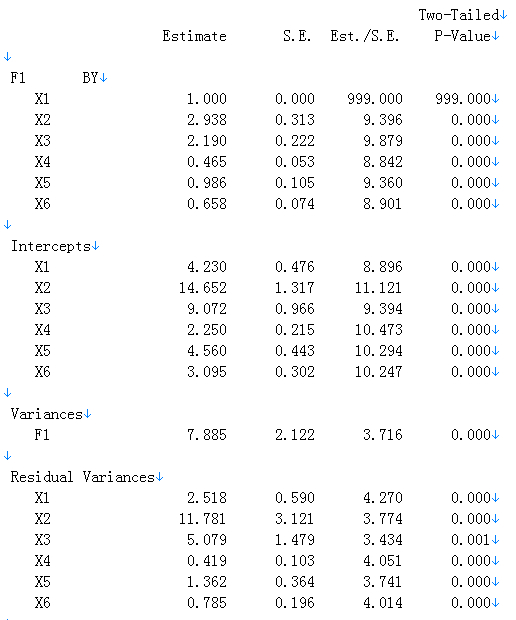 Two-Tailed↓
Estimate S.E. Est./S.E. P-Value↓
↓
F1 BY↓
X1 1.000 0.000 999.000 999.000↓
X2 2.938 0.313 9.396 0.000↓
X3 2.190 0.222 9.879 0.000↓
X4 0.465 0.053 8.842 0.000↓
X5 0.986 0.105 9.360 0.000↓
X6 0.658 0.074 8.901 0.000↓
↓
Intercepts↓
X1 4.230 0.476 8.896 0.000↓
X2 14.652 1.317 11.121 0.000↓
X3 9.072 0.966 9.394 0.000↓
X4 2.250 0.215 10.473 0.000↓
X5 4.560 0.443 10.294 0.000↓
X6 3.095 0.302 10.247 0.000↓
↓
Variances↓
F1 7.885 2.122 3.716 0.000↓
↓
Residual Variances↓
X1 2.518 0.590 4.270 0.000↓
X2 11.781 3.121 3.774 0.000↓
X3 5.079 1.479 3.434 0.001↓
X4 0.419 0.103 4.051 0.000↓
X5 1.362 0.364 3.741 0.000↓
X6 0.785 0.196 4.014 0.000↓